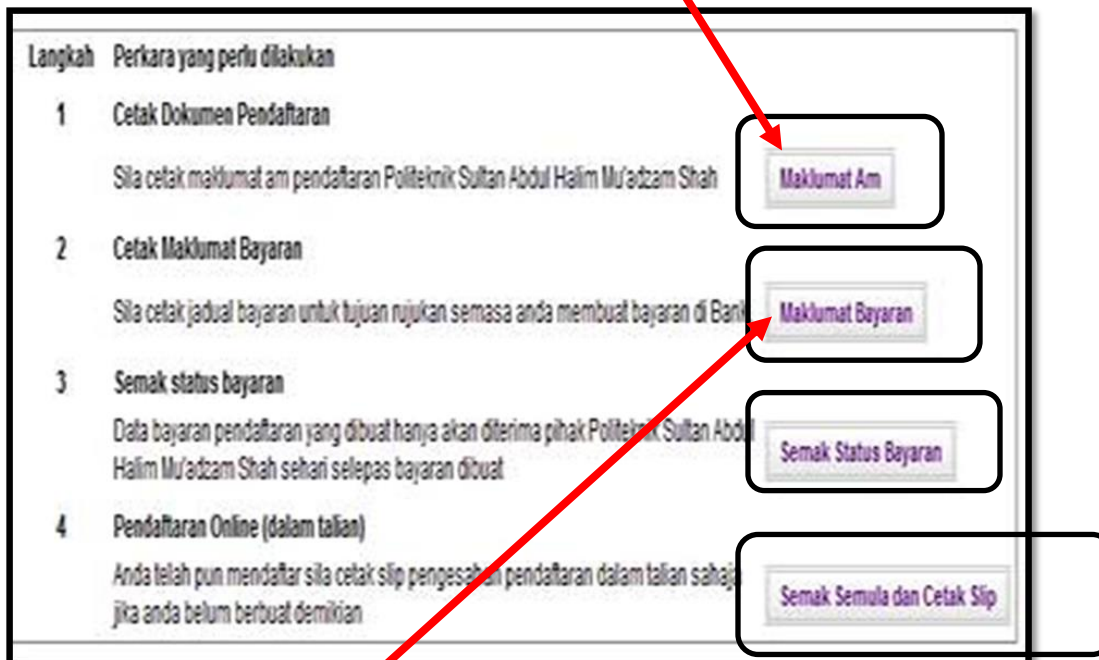 Langkah Perkara yang perlu dilakukan
1 Cetak Dokumen Pendaftaran
Sila cetak maklumat am pendaftaran Politeknik Sultan Abdul Halim Mu'adzam Shah Maklumat Am
2 Cetak Maklumat Bayaran
Sila cetak jadual bayaran untuk tujuan rujukan semasa anda membuat bayaran di Bank Maklumat Bayaran
3 Semak status bayaran
Data bayaran pendaftaran yang dibuat hanya akan diterima pihak Politeknik Sultan Abdul
Halim Mu'adzam Shah sehari selepas bayaran dibuat
Semak Status Bayaran
4 Pendaftaran Online (dalam talian)
Anda telah pun mendaftar sila cetak slip pengesahan pendaftaran dalam talian sahaja
jika anda belum berbuat demikian
Semak Semula dan Cetak Slip